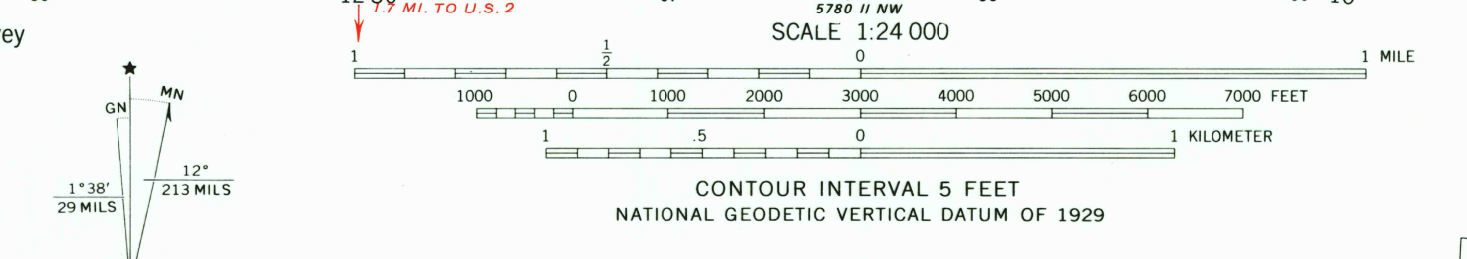 1.7 MI. TO U.S. 2
5780 II NW
SCALE 1:24 000
1 1/2 0 1 MILE
1000 0 1000 2000 3000 4000 5000 6000 7000 FEET
1 .5 0 1 KILOMETER
CONTOUR INTERVAL 5 FEET
NATIONAL GEODETIC VERTICAL DATUM OF 1929
★
GN
MN
1°38′
29 MILS
12°
213 MILS